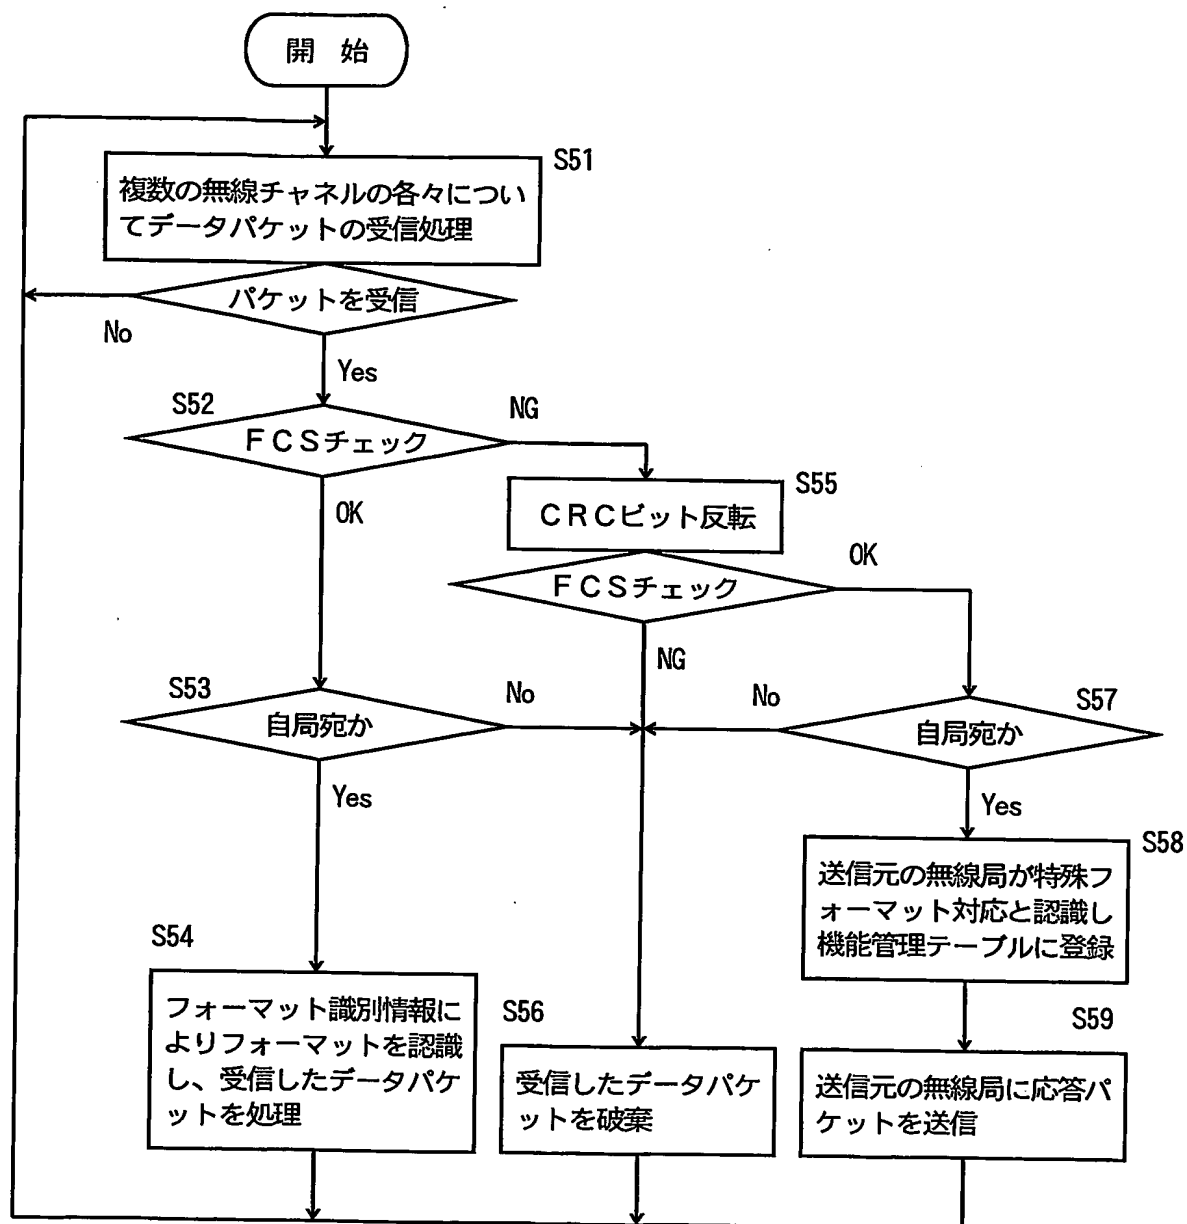 開 始
S51
複数の無線チャネルの各々につい
てデータパケットの受信処理
パケットを受信
No
Yes
S52
FCSチェック
NG
OK
S55
CRCビット反転
FCSチェック
OK
NG
S53
自局宛か
No
Yes
No
S57
自局宛か
Yes
S58
送信元の無線局が特殊フ
ォーマット対応と認識し
機能管理テーブルに登録
S54
フォーマット識別情報に
よりフォーマットを認識
し、受信したデータパケ
ットを処理
S56
受信したデータパケ
ットを破棄
S59
送信元の無線局に応答パ
ケットを送信